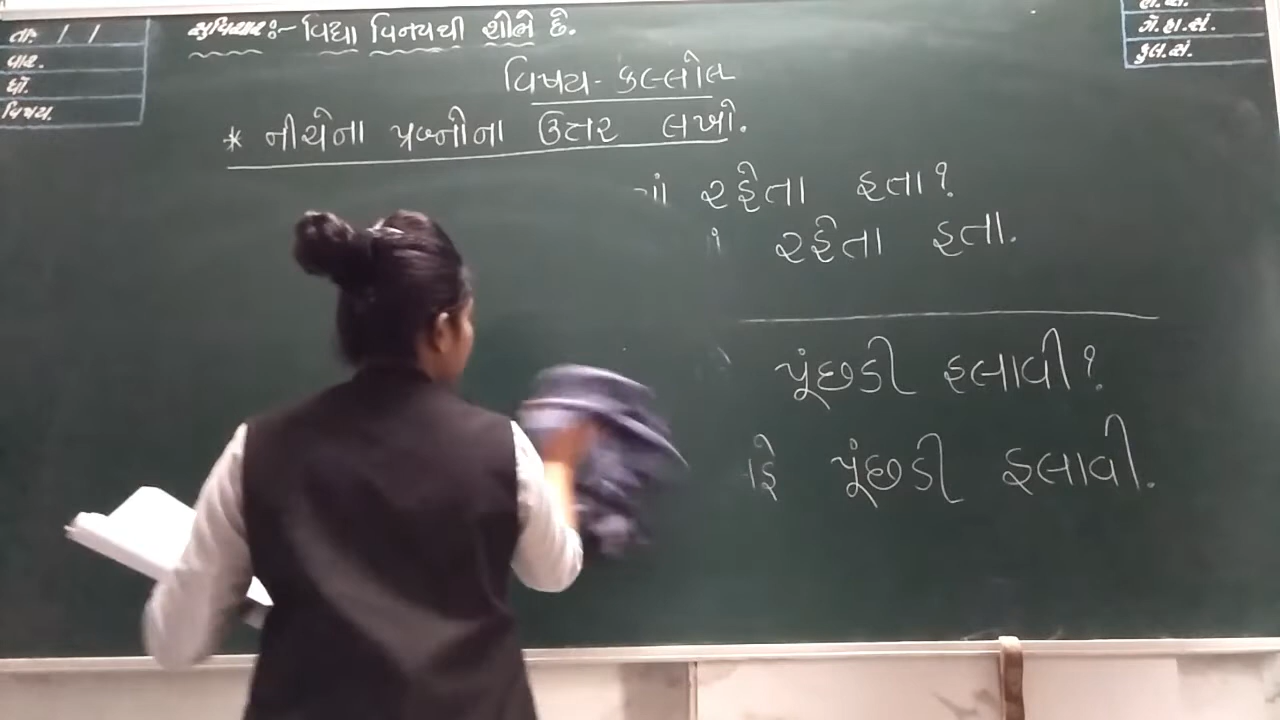 તા. / /
વાર.
ધો.
વિષય.
સુવિચાર :- વિદ્યા વિનયથી શોભે છે.
ગે.હા.સં.
કુલ.સં.
વિષય - કલ્લોલ
* નીચેના પ્રશ્નોના ઉત્તર લખો.
રહેતા હતા?
રહેતા હતા.
પૂંછડી હલાવી?
પૂંછડી હલાવી.